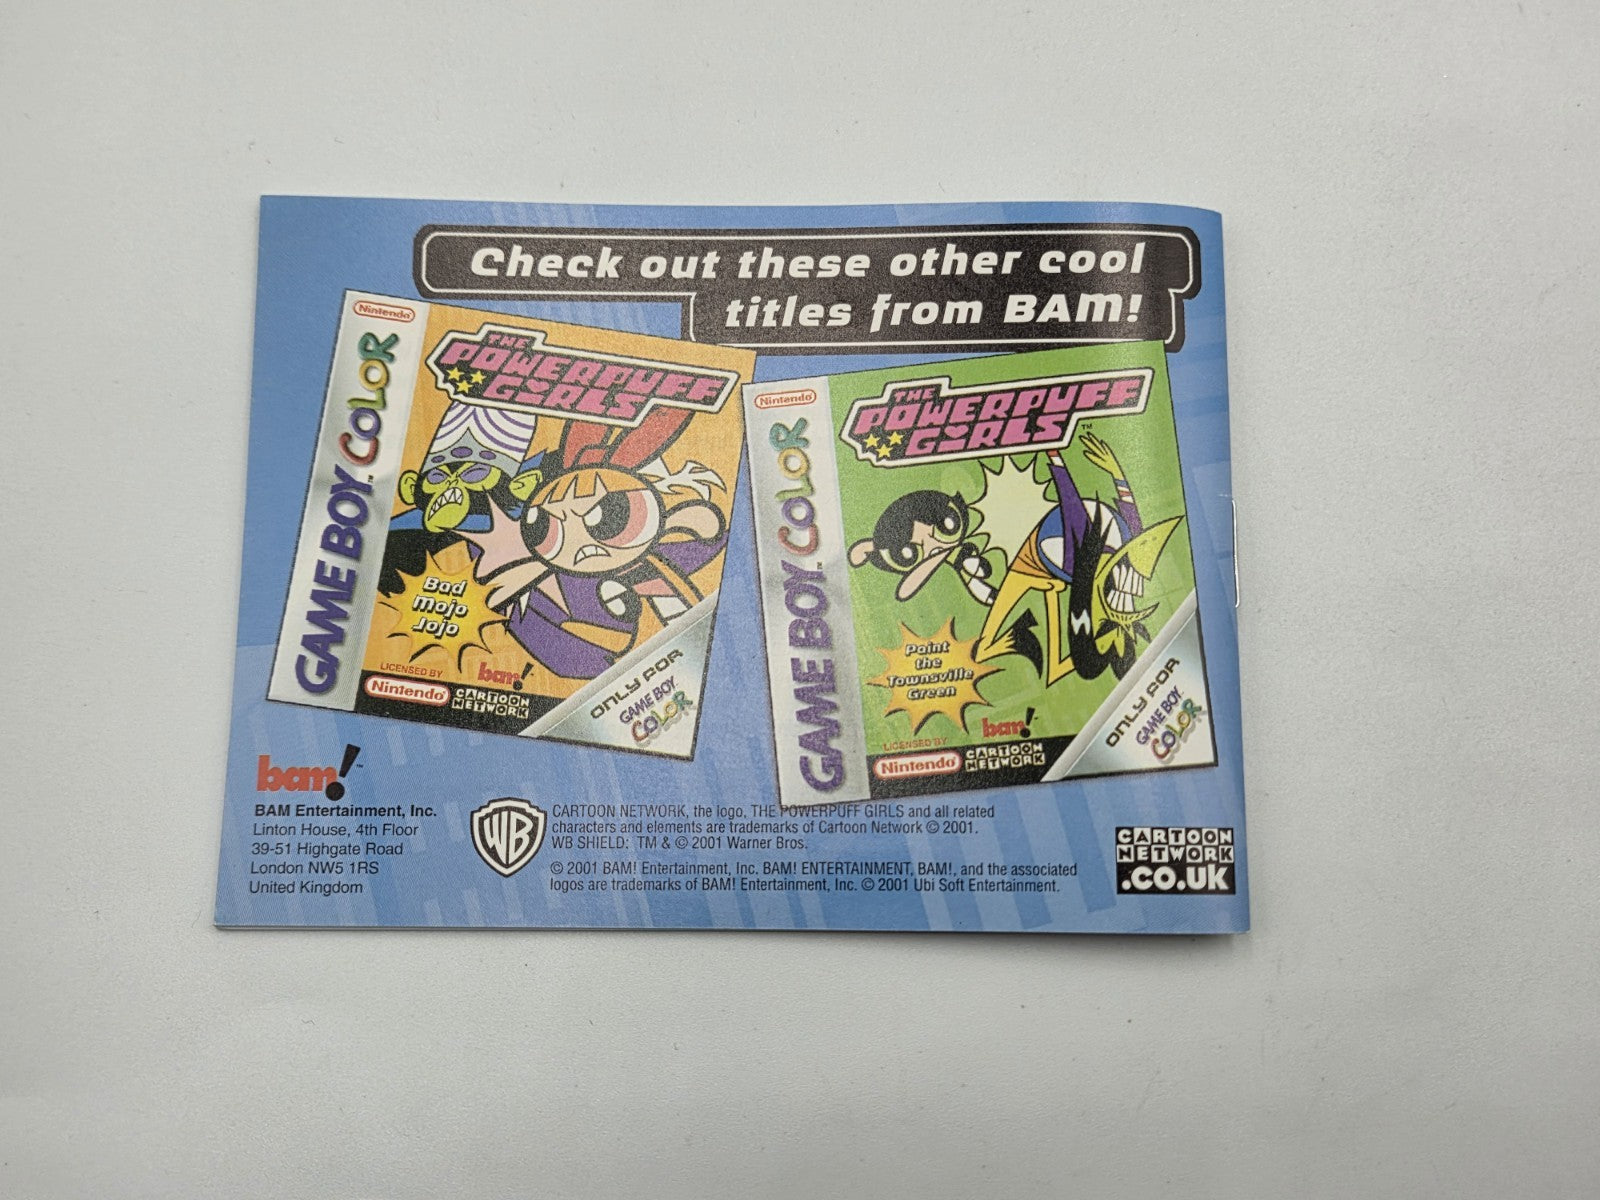 Check out these other cool
titles from BAM!
Nintendo
GAME BOY COLOR™
THE
POWERPUFF
GIRLS
Bad
Mojo
Jojo
LICENSED BY
Nintendo
bam!
CARTOON
NETWORK
ONLY FOR
GAME BOY
COLOR
Nintendo
GAME BOY COLOR™
THE
POWERPUFF
GIRLS™
Paint
the
Townsville
Green
LICENSED BY
Nintendo
bam!
CARTOON
NETWORK
ONLY FOR
GAME BOY
COLOR
bam!™
BAM Entertainment, Inc.
Linton House, 4th Floor
39-51 Highgate Road
London NW5 1RS
United Kingdom
WB
CARTOON NETWORK, the logo, THE POWERPUFF GIRLS and all related
characters and elements are trademarks of Cartoon Network © 2001.
WB SHIELD: TM & © 2001 Warner Bros.
© 2001 BAM! Entertainment, Inc. BAM! ENTERTAINMENT, BAM!, and the associated
logos are trademarks of BAM! Entertainment, Inc. © 2001 Ubi Soft Entertainment.
CARTOON
NETWORK
.CO.UK